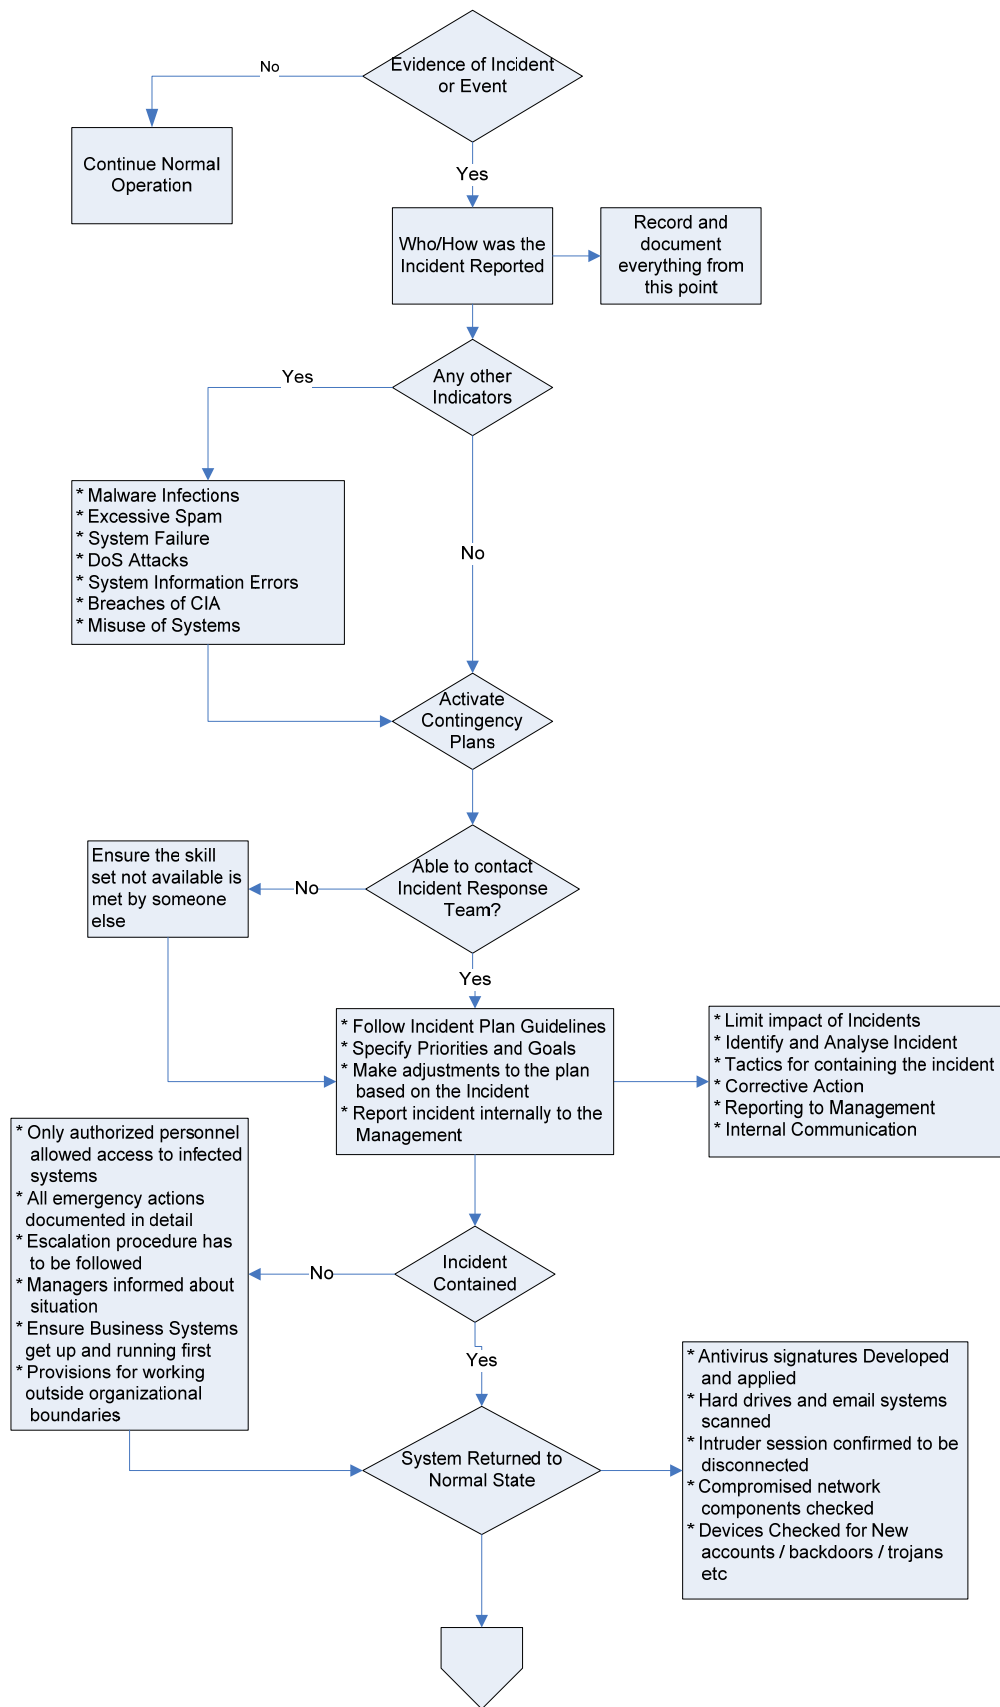 Evidence of Incident
or Event
No
Continue Normal
Operation
Yes
Who/How was the
Incident Reported
Record and
document
everything from
this point
Any other
Indicators
Yes
* Malware Infections
* Excessive Spam
* System Failure
* DoS Attacks
* System Information Errors
* Breaches of CIA
* Misuse of Systems
No
Activate
Contingency
Plans
Able to contact
Incident Response
Team?
No
Ensure the skill
set not available is
met by someone
else
Yes
* Follow Incident Plan Guidelines
* Specify Priorities and Goals
* Make adjustments to the plan
based on the Incident
* Report incident internally to the
Management
* Limit impact of Incidents
* Identify and Analyse Incident
* Tactics for containing the incident
* Corrective Action
* Reporting to Management
* Internal Communication
Incident
Contained
No
* Only authorized personnel
allowed access to infected
systems
* All emergency actions
documented in detail
* Escalation procedure has
to be followed
* Managers informed about
situation
* Ensure Business Systems
get up and running first
* Provisions for working
outside organizational
boundaries
Yes
System Returned to
Normal State
* Antivirus signatures Developed
and applied
* Hard drives and email systems
scanned
* Intruder session confirmed to be
disconnected
* Compromised network
components checked
* Devices Checked for New
accounts / backdoors / trojans
etc